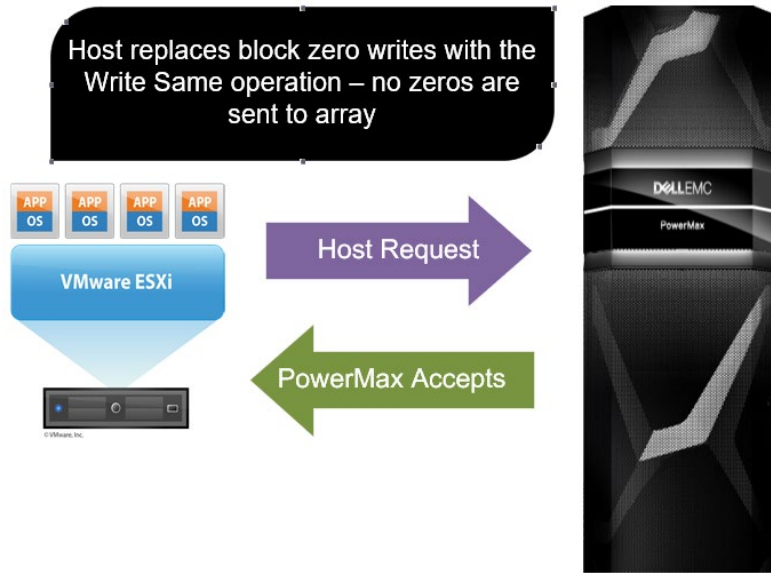 Host replaces block zero writes with the
Write Same operation – no zeros are
sent to array
APP APP APP APP
OS OS OS OS
VMware ESXi
Host Request
PowerMax Accepts
© VMware, Inc.
DELLEMC
PowerMax